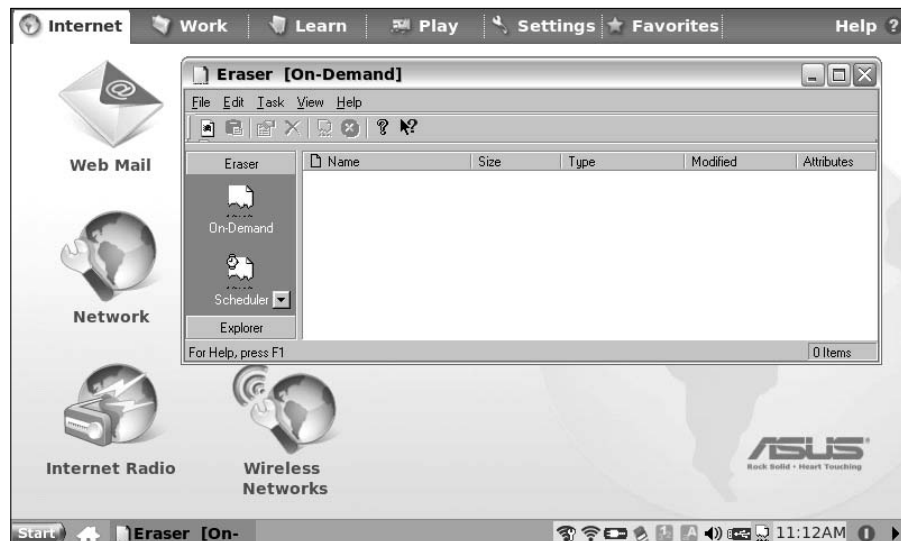 Internet Work Learn Play Settings Favorites Help ?
Eraser [On-Demand]
File Edit Task View Help
Eraser Name Size Type Modified Attributes
Web Mail
On-Demand
Scheduler
Network
Explorer
For Help, press F1 0 Items
Internet Radio
Wireless
Networks
ASUS
Rock Solid • Heart Touching
Start Eraser [On- 11:12AM